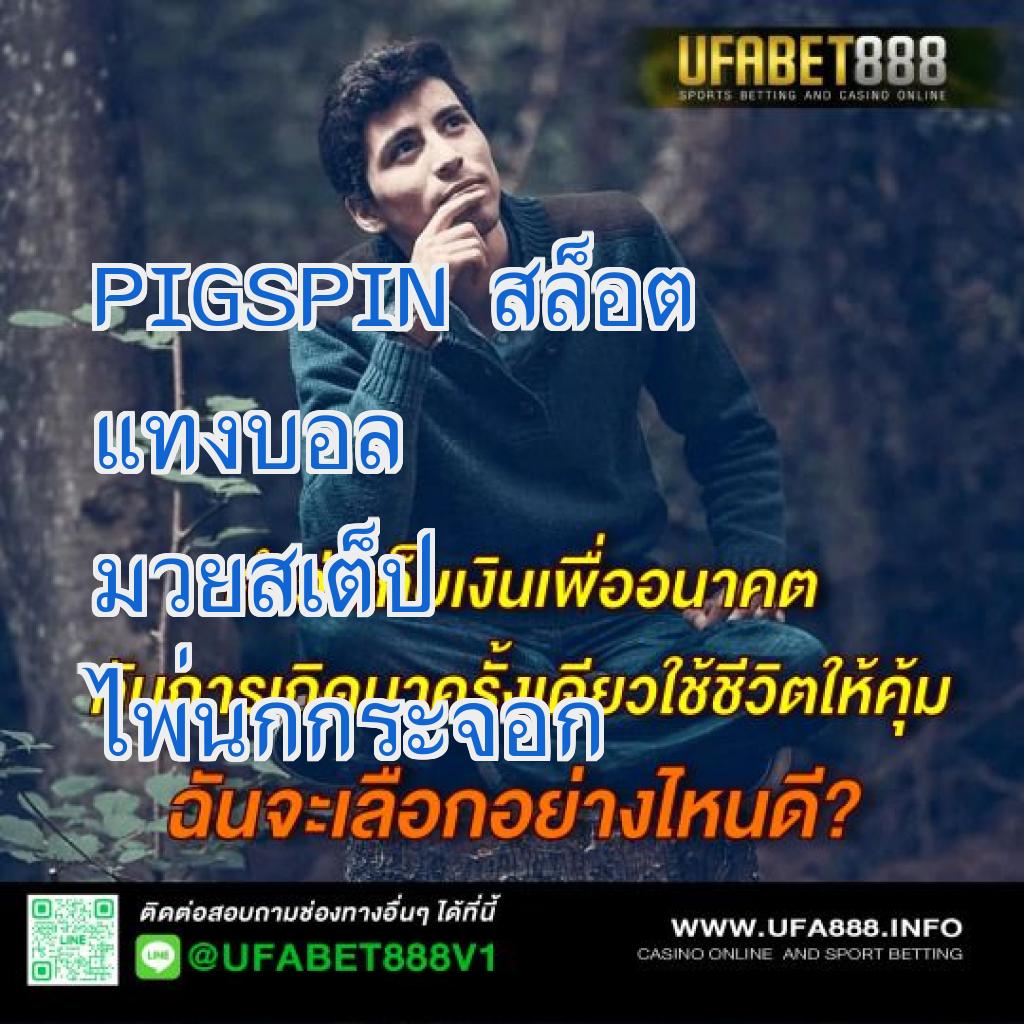 UFABET888
SPORTS BETTING AND CASINO ONLINE
PIGSPIN สล็อต
แทงบอล
มวยสเต็ป
เงินเพื่ออนาคต
ไพ่นกกระจอก
ใช้ชีวิตให้คุ้ม
ฉันจะเลือกอย่างไหนดี?
ติดต่อสอบถามช่องทางอื่นๆ ได้ที่นี่
LINE
LINE
@UFABET888V1
WWW.UFA888.INFO
CASINO ONLINE AND SPORT BETTING